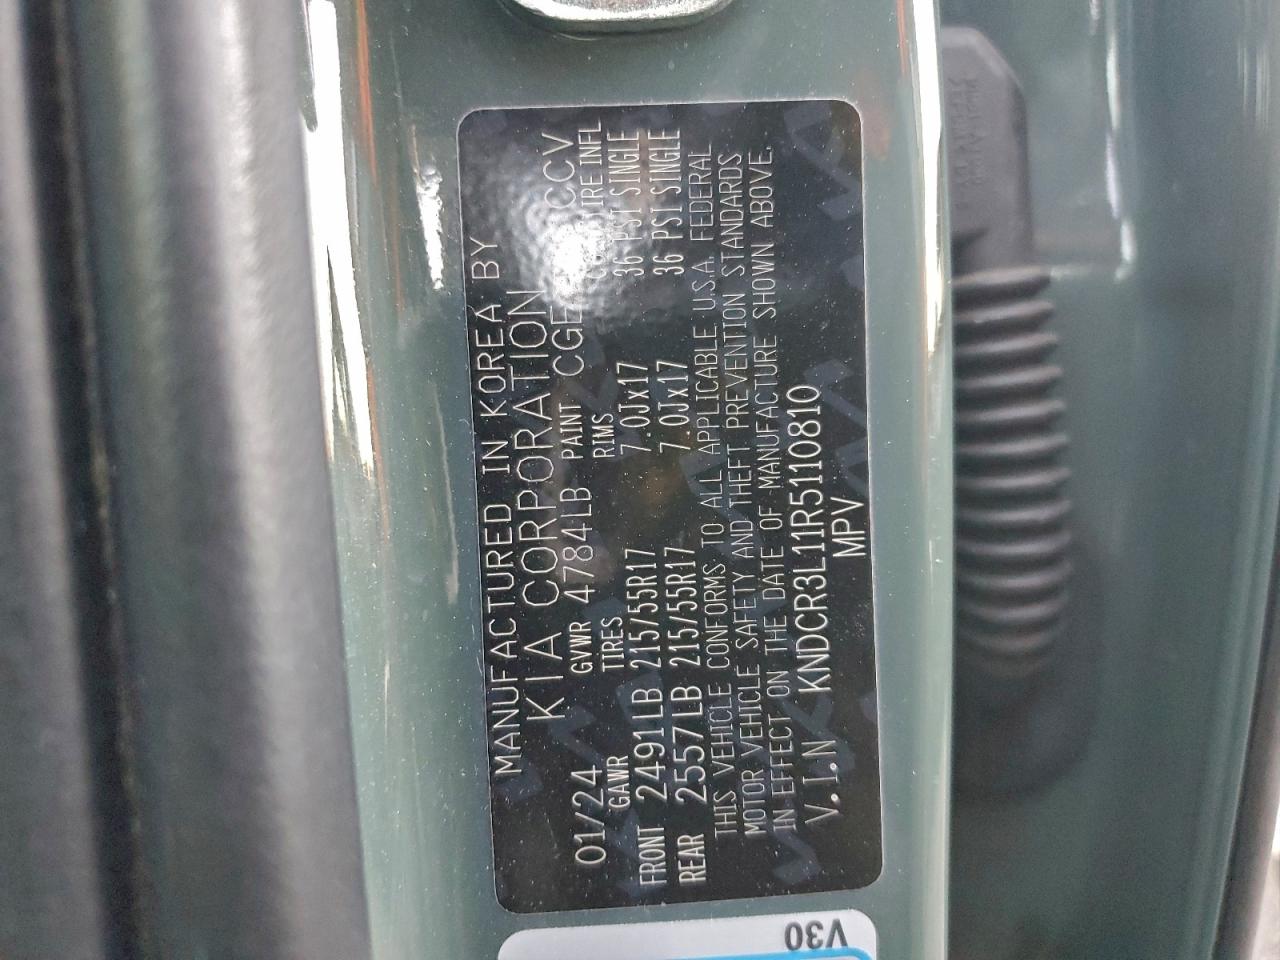 MANUFACTURED IN KOREA BY
KIA CORPORATION
01/24 GVWR 4784LB PAINT CGE CCV
GAWR TIRES RIMS TIRE INFL
FRONT 2491LB 215/55R17 7.0Jx17 36 PSI SINGLE
REAR 2557LB 215/55R17 7.0Jx17 36 PSI SINGLE
THIS VEHICLE CONFORMS TO ALL APPLICABLE U.S.A. FEDERAL
MOTOR VEHICLE SAFETY AND THEFT PREVENTION STANDARDS
IN EFFECT ON THE DATE OF MANUFACTURE SHOWN ABOVE.
V.I.N KNDCR3L11R5110810
MPV
V30